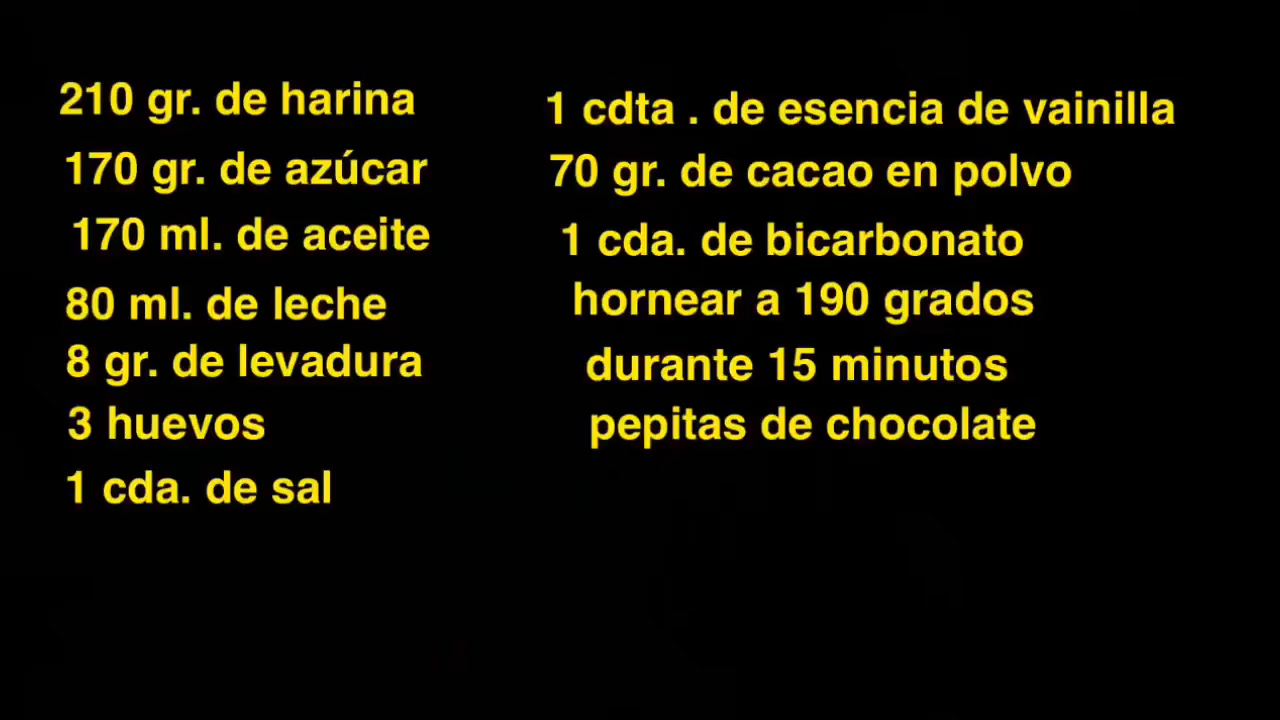 210 gr. de harina
170 gr. de azúcar
170 ml. de aceite
80 ml. de leche
8 gr. de levadura
3 huevos
1 cda. de sal
1 cdta . de esencia de vainilla
70 gr. de cacao en polvo
1 cda. de bicarbonato
hornear a 190 grados
durante 15 minutos
pepitas de chocolate